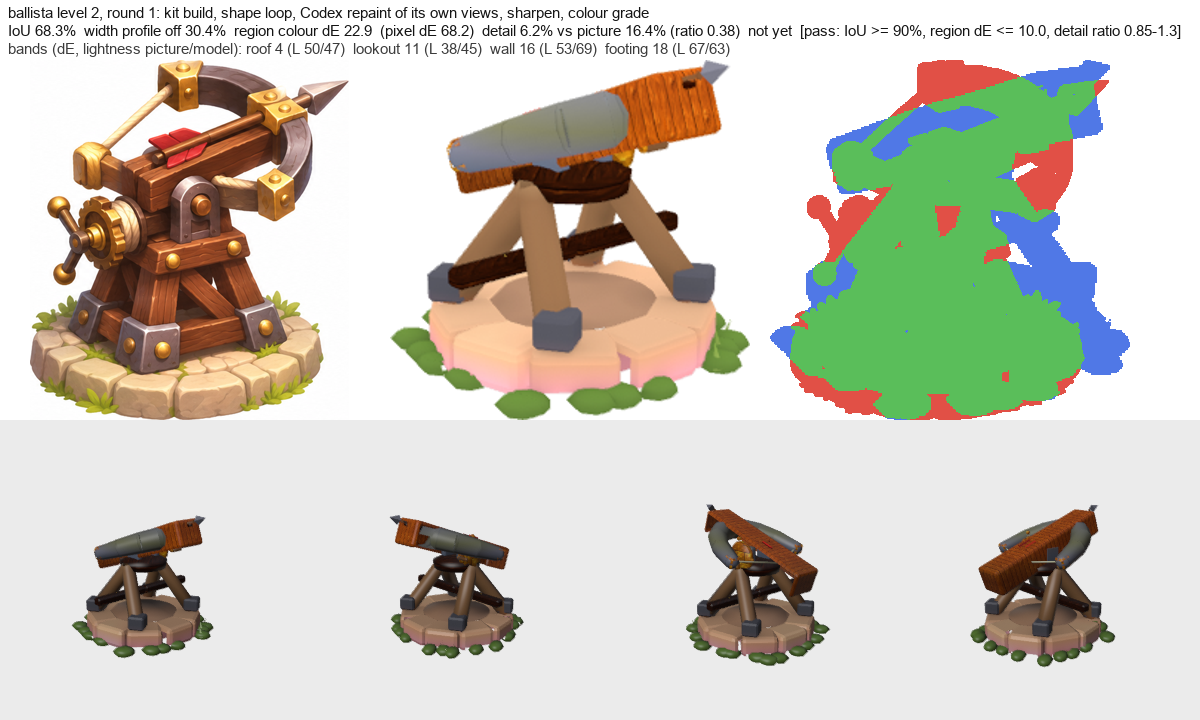 ballista level 2, round 1: kit build, shape loop, Codex repaint of its own views, sharpen, colour grade
IoU 68.3%  width profile off 30.4%  region colour dE 22.9  (pixel dE 68.2)  detail 6.2% vs picture 16.4% (ratio 0.38)  not yet  [pass: IoU >= 90%, region dE <= 10.0, detail ratio 0.85-1.3]
bands (dE, lightness picture/model): roof 4 (L 50/47)  lookout 11 (L 38/45)  wall 16 (L 53/69)  footing 18 (L 67/63)